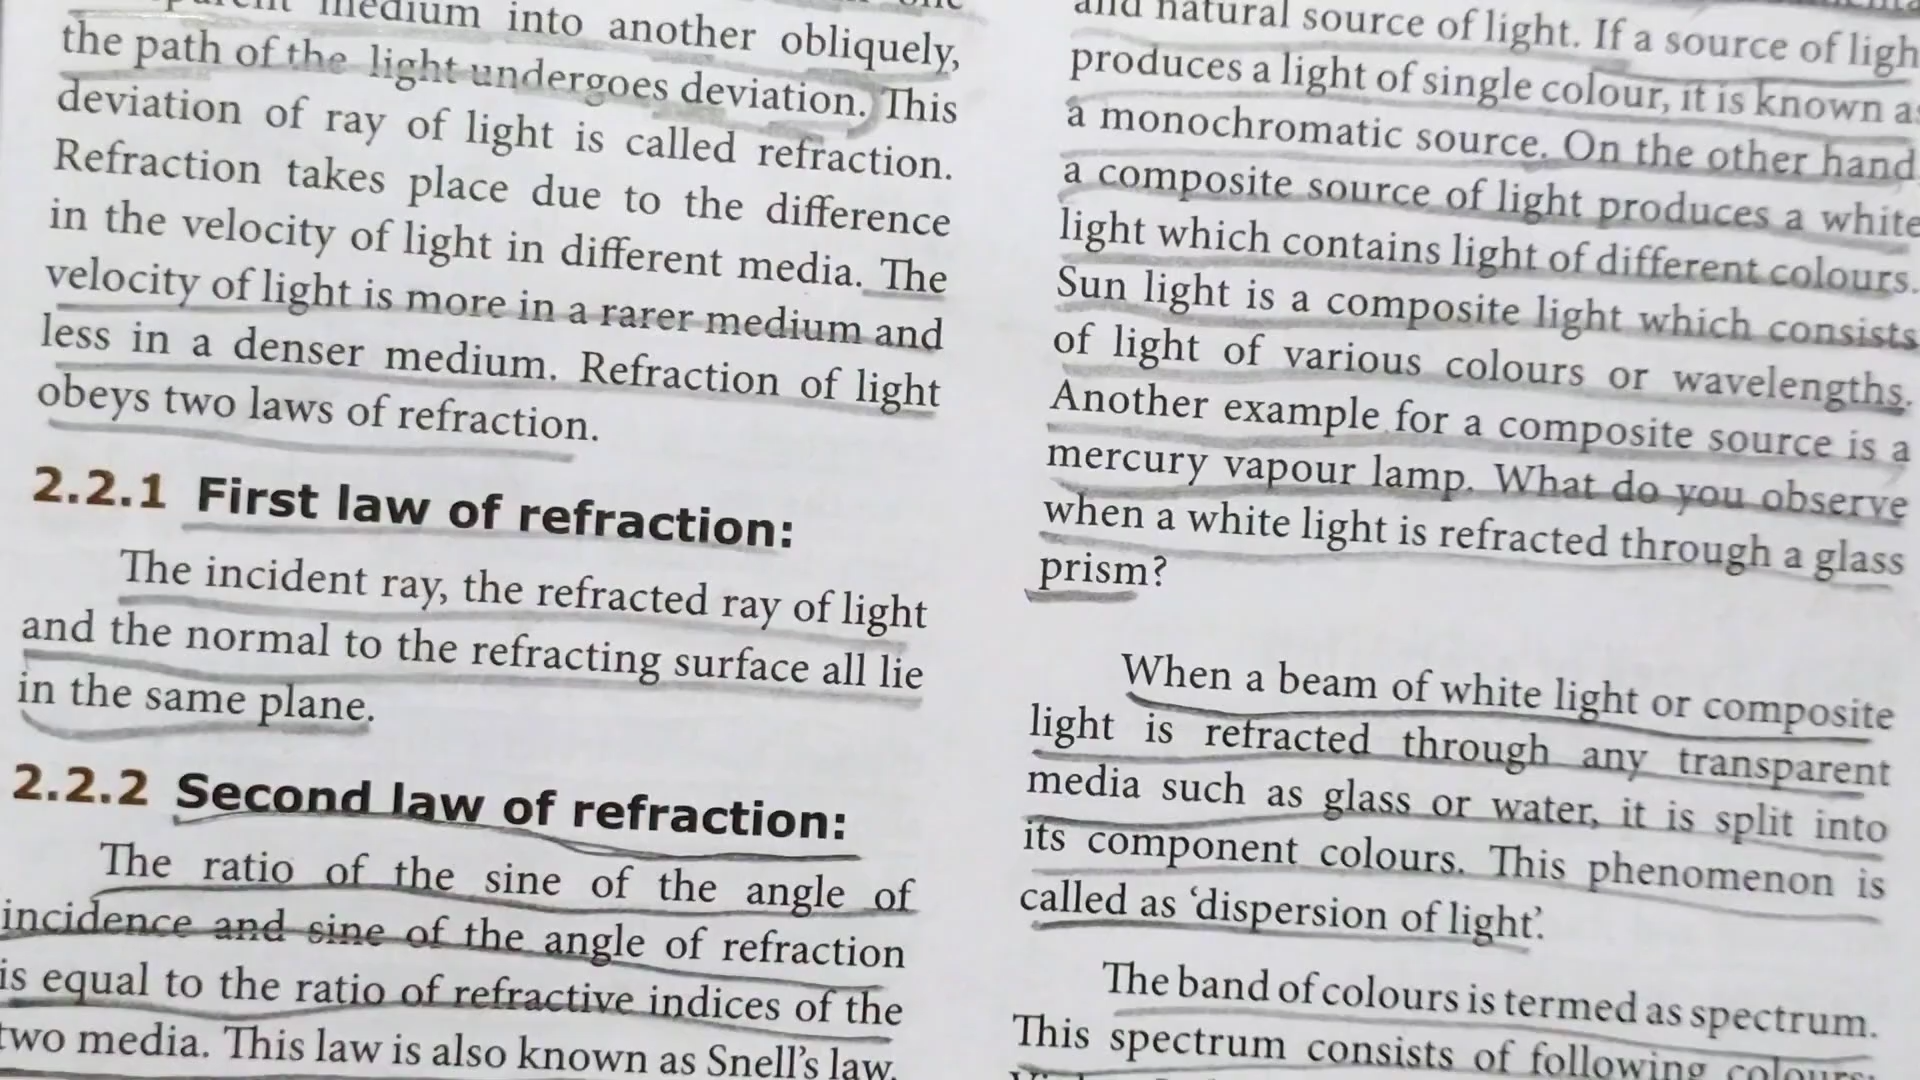 medium into another obliquely,
the path of the light undergoes deviation. This
deviation of ray of light is called refraction.
Refraction takes place due to the difference
in the velocity of light in different media. The
velocity of light is more in a rarer medium and
less in a denser medium. Refraction of light
obeys two laws of refraction.
2.2.1 First law of refraction:
The incident ray, the refracted ray of light
and the normal to the refracting surface all lie
in the same plane.
2.2.2 Second law of refraction:
The ratio of the sine of the angle of
incidence and sine of the angle of refraction
is equal to the ratio of refractive indices of the
two media. This law is also known as Snell's law.
and natural source of light. If a source of ligh
produces a light of single colour, it is known as
a monochromatic source. On the other hand
a composite source of light produces a white
light which contains light of different colours.
Sun light is a composite light which consists
of light of various colours or wavelengths.
Another example for a composite source is a
mercury vapour lamp. What do you observe
when a white light is refracted through a glass
prism?
When a beam of white light or composite
light is refracted through any transparent
media such as glass or water, it is split into
its component colours. This phenomenon is
called as ‘dispersion of light’.
The band of colours is termed as spectrum.
This spectrum consists of following colours: